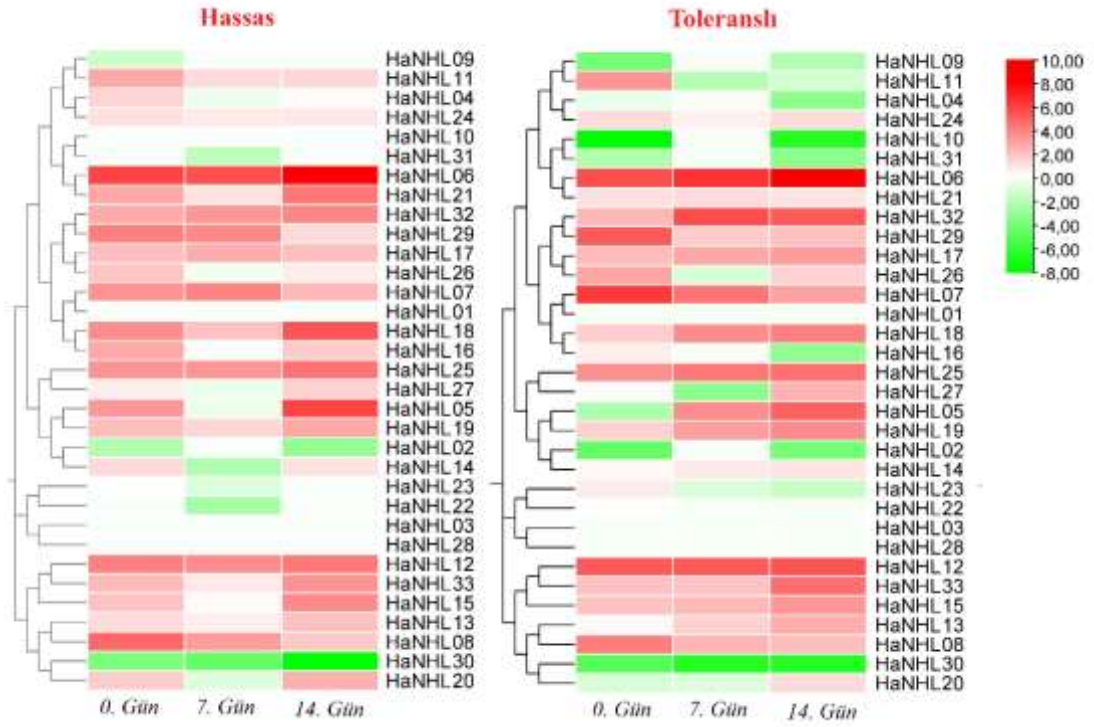 Hassas
HaNHL09
HaNHL11
HaNHL04
HaNHL24
HaNHL10
HaNHL31
HaNHL06
HaNHL21
HaNHL32
HaNHL29
HaNHL17
HaNHL26
HaNHL07
HaNHL01
HaNHL18
HaNHL16
HaNHL25
HaNHL27
HaNHL05
HaNHL19
HaNHL02
HaNHL14
HaNHL23
HaNHL22
HaNHL03
HaNHL28
HaNHL12
HaNHL33
HaNHL15
HaNHL13
HaNHL08
HaNHL30
HaNHL20
0. Gün 7. Gün 14. Gün
Toleranslı
HaNHL09
HaNHL11
HaNHL04
HaNHL24
HaNHL10
HaNHL31
HaNHL06
HaNHL21
HaNHL32
HaNHL29
HaNHL17
HaNHL26
HaNHL07
HaNHL01
HaNHL18
HaNHL16
HaNHL25
HaNHL27
HaNHL05
HaNHL19
HaNHL02
HaNHL14
HaNHL23
HaNHL22
HaNHL03
HaNHL28
HaNHL12
HaNHL33
HaNHL15
HaNHL13
HaNHL08
HaNHL30
HaNHL20
0. Gün 7. Gün 14. Gün
10,00
8,00
6,00
4,00
2,00
0,00
-2,00
-4,00
-6,00
-8,00